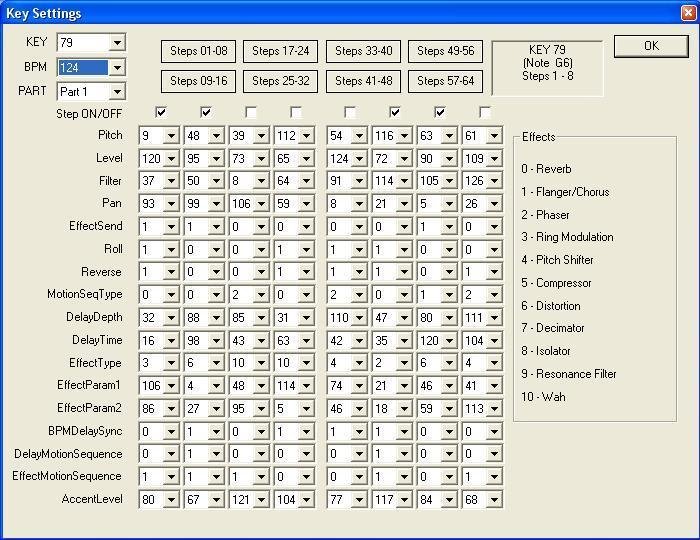 Key Settings
KEY 79 Steps 01-08 Steps 17-24 Steps 33-40 Steps 49-56 KEY 79 OK
(Note G6)
BPM 124 Steps 09-16 Steps 25-32 Steps 41-48 Steps 57-64 Steps 1 - 8
PART Part 1
Step ON/OFF
Pitch 9 48 39 112 54 116 63 61
Level 120 95 73 65 124 72 90 109
Filter 37 50 8 64 91 114 105 126
Pan 93 99 106 59 8 21 5 26
EffectSend 1 1 0 0 0 0 1 0
Roll 1 0 0 1 1 1 0 0
Reverse 1 0 1 1 1 0 0 1
MotionSeqType 0 0 2 0 2 0 1 2
DelayDepth 32 88 85 31 110 47 80 111
DelayTime 16 98 43 63 42 35 120 104
EffectType 3 6 10 10 4 2 6 4
EffectParam1 106 4 48 114 74 21 46 41
EffectParam2 86 27 95 5 46 18 59 113
BPMDelaySync 0 1 0 1 1 0 0 1
DelayMotionSequence 0 1 1 1 0 0 1 0
EffectMotionSequence 1 1 1 0 0 0 0 1
AccentLevel 80 67 121 104 77 117 84 68
Effects
0 - Reverb
1 - Flanger/Chorus
2 - Phaser
3 - Ring Modulation
4 - Pitch Shifter
5 - Compressor
6 - Distortion
7 - Decimator
8 - Isolator
9 - Resonance Filter
10 - Wah